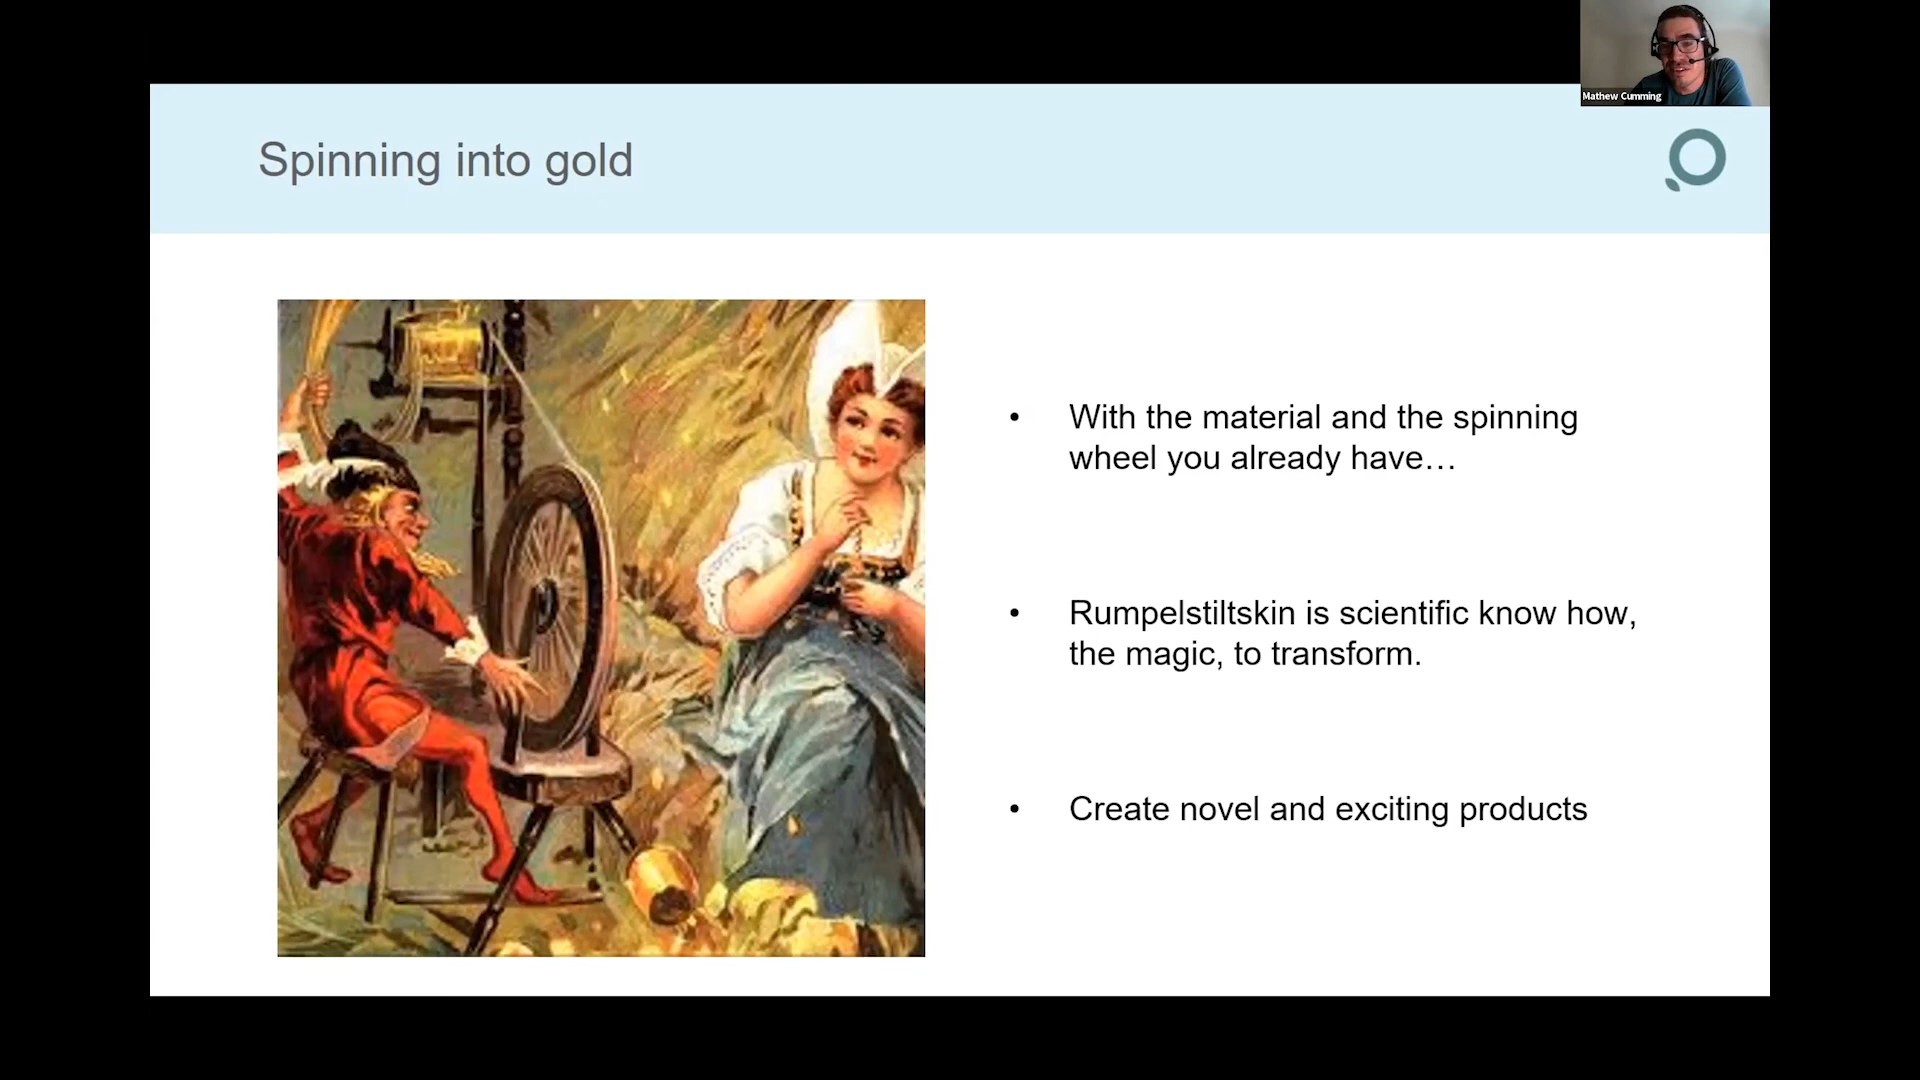 Mathew Cumming
Spinning into gold
• With the material and the spinning
wheel you already have…
• Rumpelstiltskin is scientific know how,
the magic, to transform.
• Create novel and exciting products